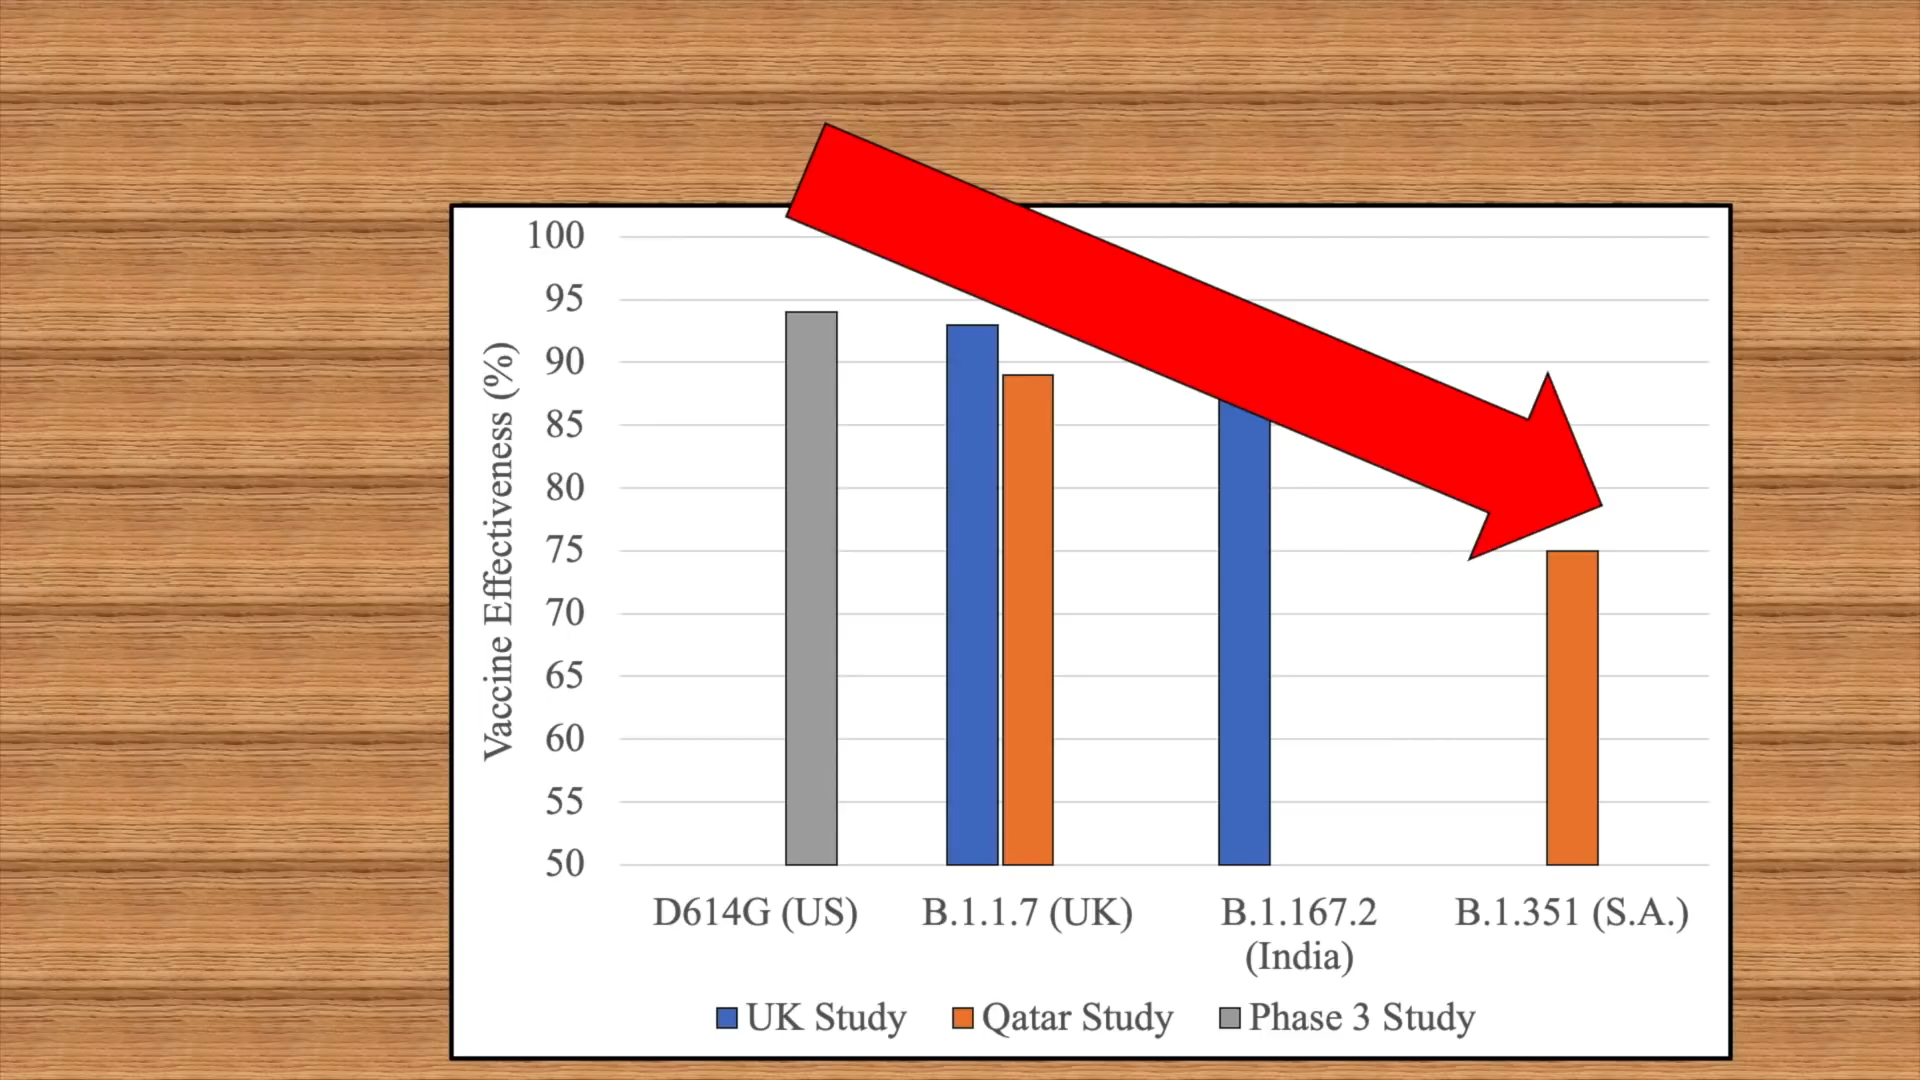 100
95
90
85
80
75
70
65
60
55
50
Vaccine Effectiveness (%)
D614G (US)
B.1.1.7 (UK)
B.1.167.2
(India)
B.1.351 (S.A.)
UK Study
Qatar Study
Phase 3 Study